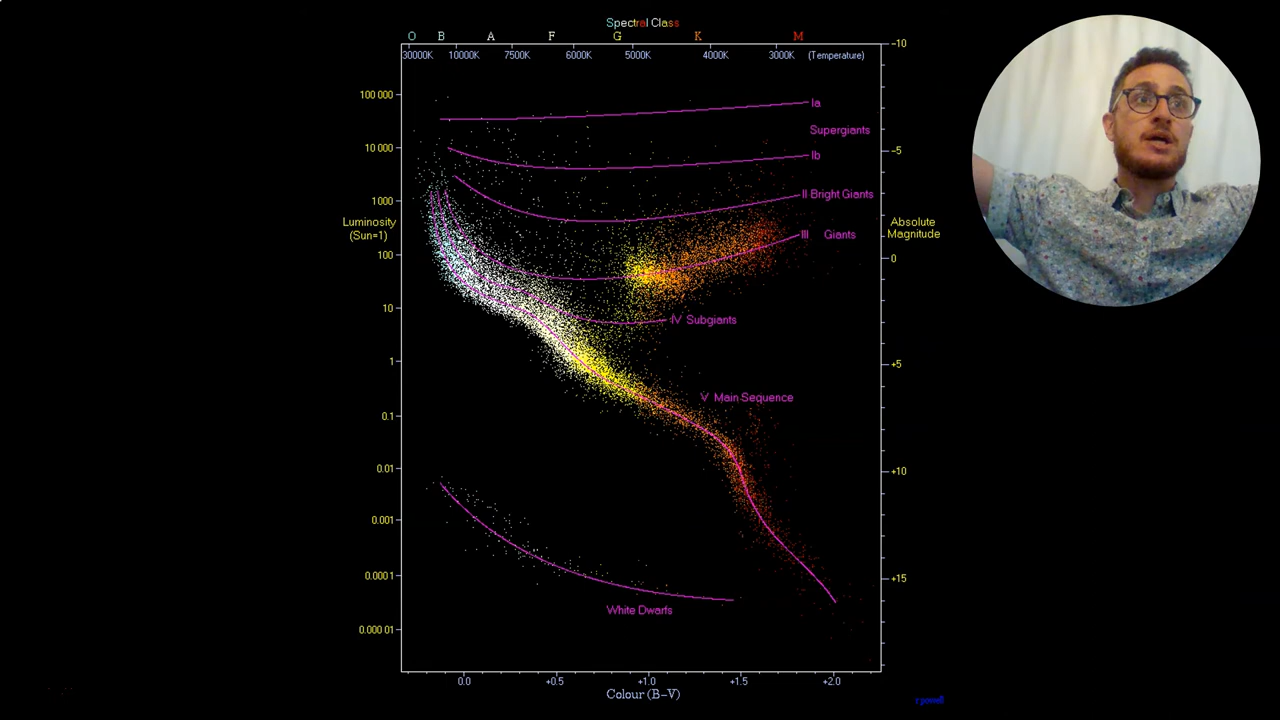 Spectral Class
O B A F G K M
30000K 10000K 7500K 6000K 5000K 4000K 3000K (Temperature)
-10
100 000
Ia
Supergiants
10 000
-5
Ib
1000
II Bright Giants
Luminosity
(Sun=1)
Absolute
Magnitude
III Giants
100
0
10
IV Subgiants
1
+5
V Main Sequence
0.1
0.01
+10
0.001
0.0001
+15
White Dwarfs
0.000 01
0.0 +0.5 +1.0 +1.5 +2.0
Colour (B-V)
r powell